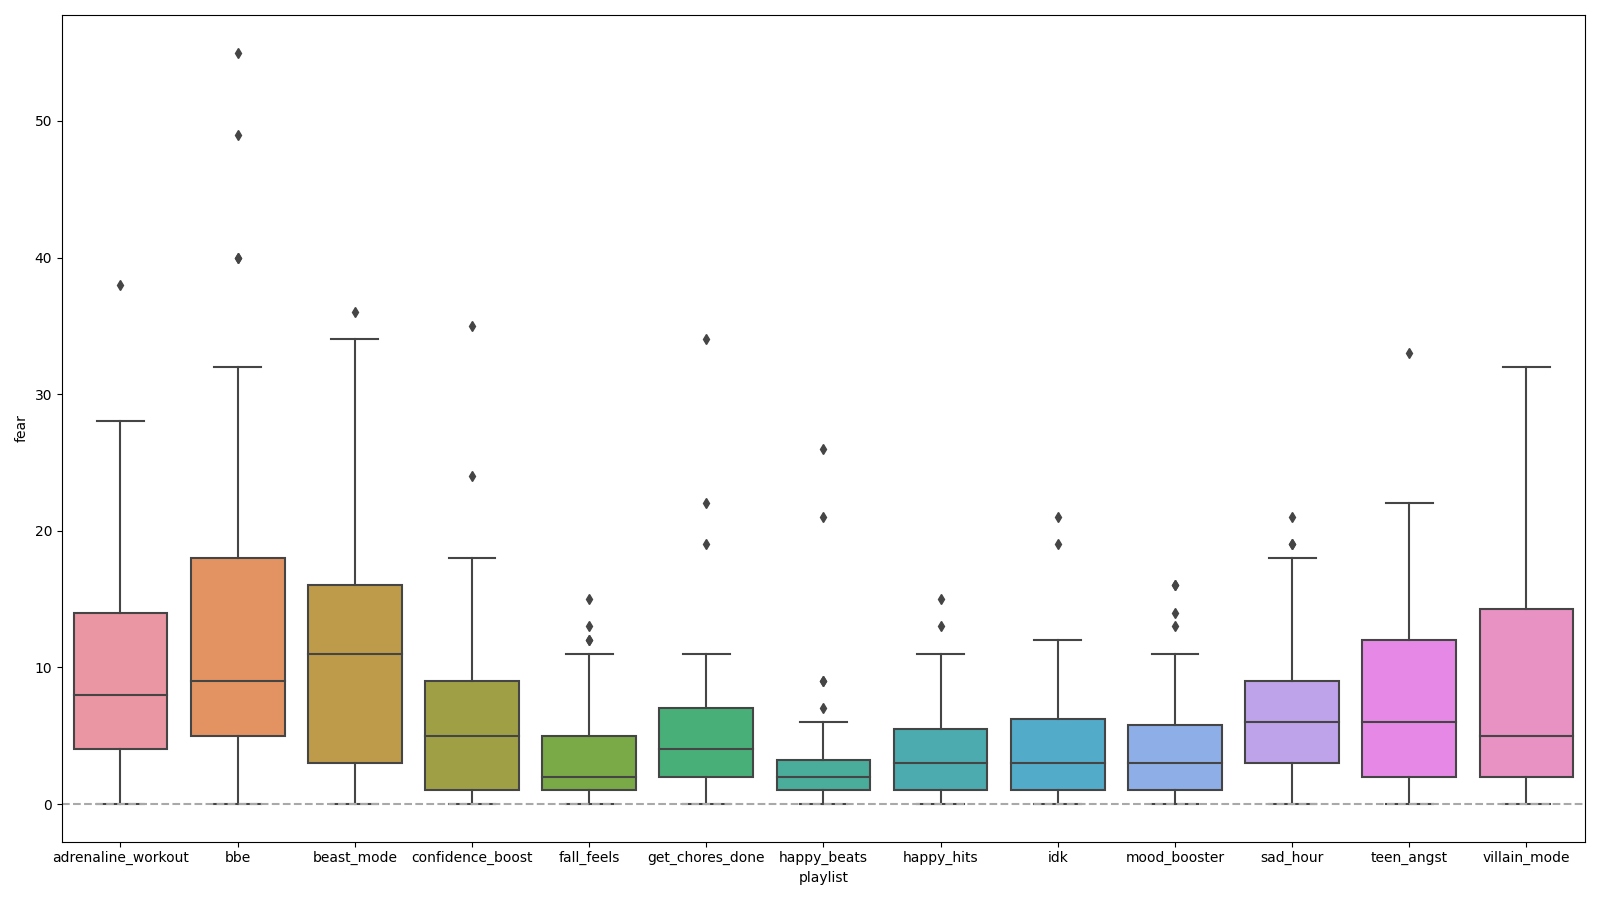 50
40
30
20
10
0
fear
adrenaline_workout bbe beast_mode confidence_boost fall_feels get_chores_done happy_beats happy_hits idk mood_booster sad_hour teen_angst villain_mode
playlist